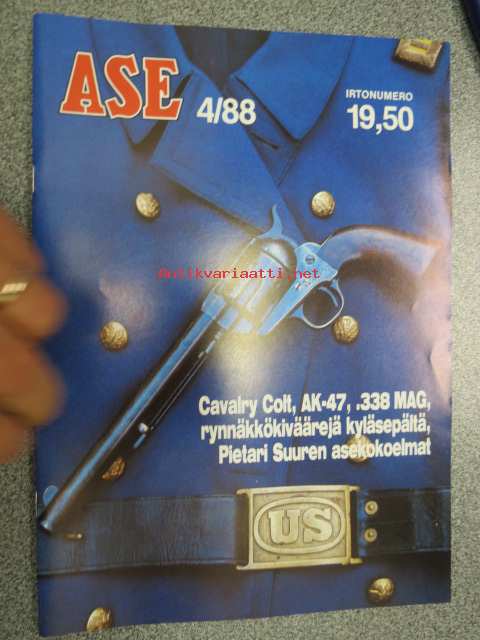 ASE
4/88
IRTONUMERO
19,50
Antikvariaatti.net
Cavalry Colt, AK-47, .338 MAG,
rynnäkkökiväärejä kyläsepältä,
Pietari Suuren asekokoelmat
US